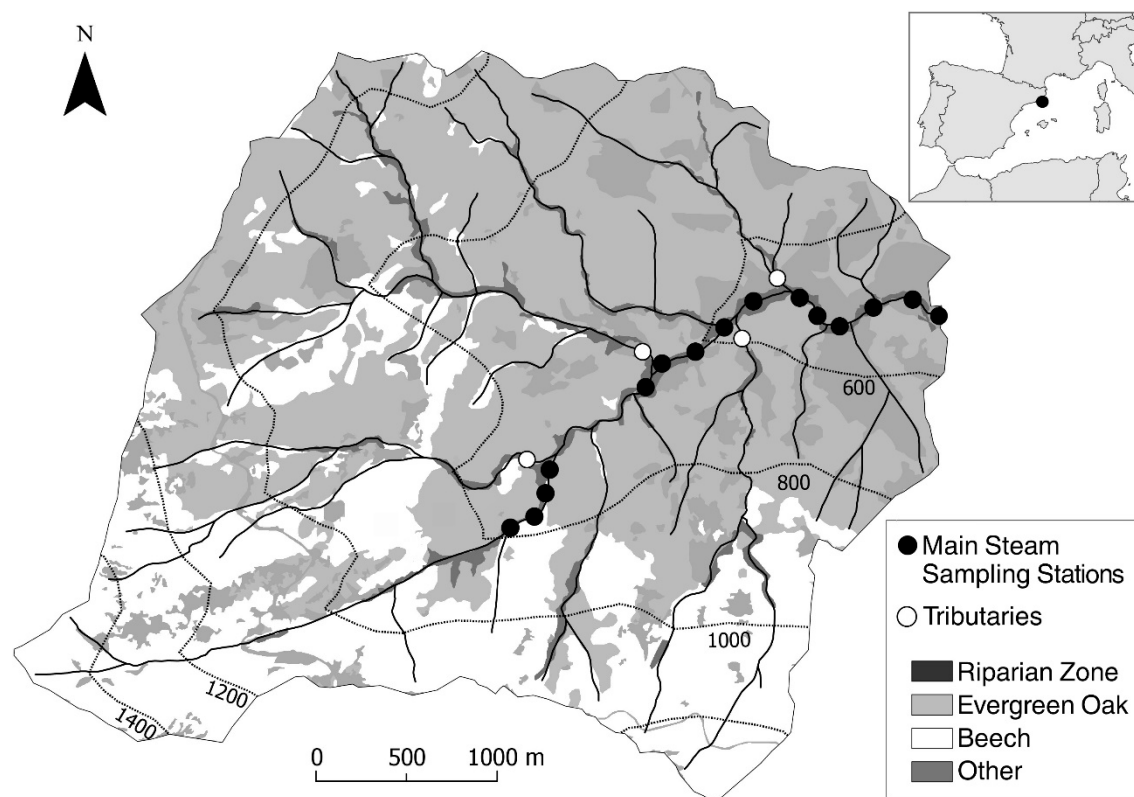 N
600
800
1000
1200
1400
0 500 1000 m
Main Steam
Sampling Stations
Tributaries
Riparian Zone
Evergreen Oak
Beech
Other